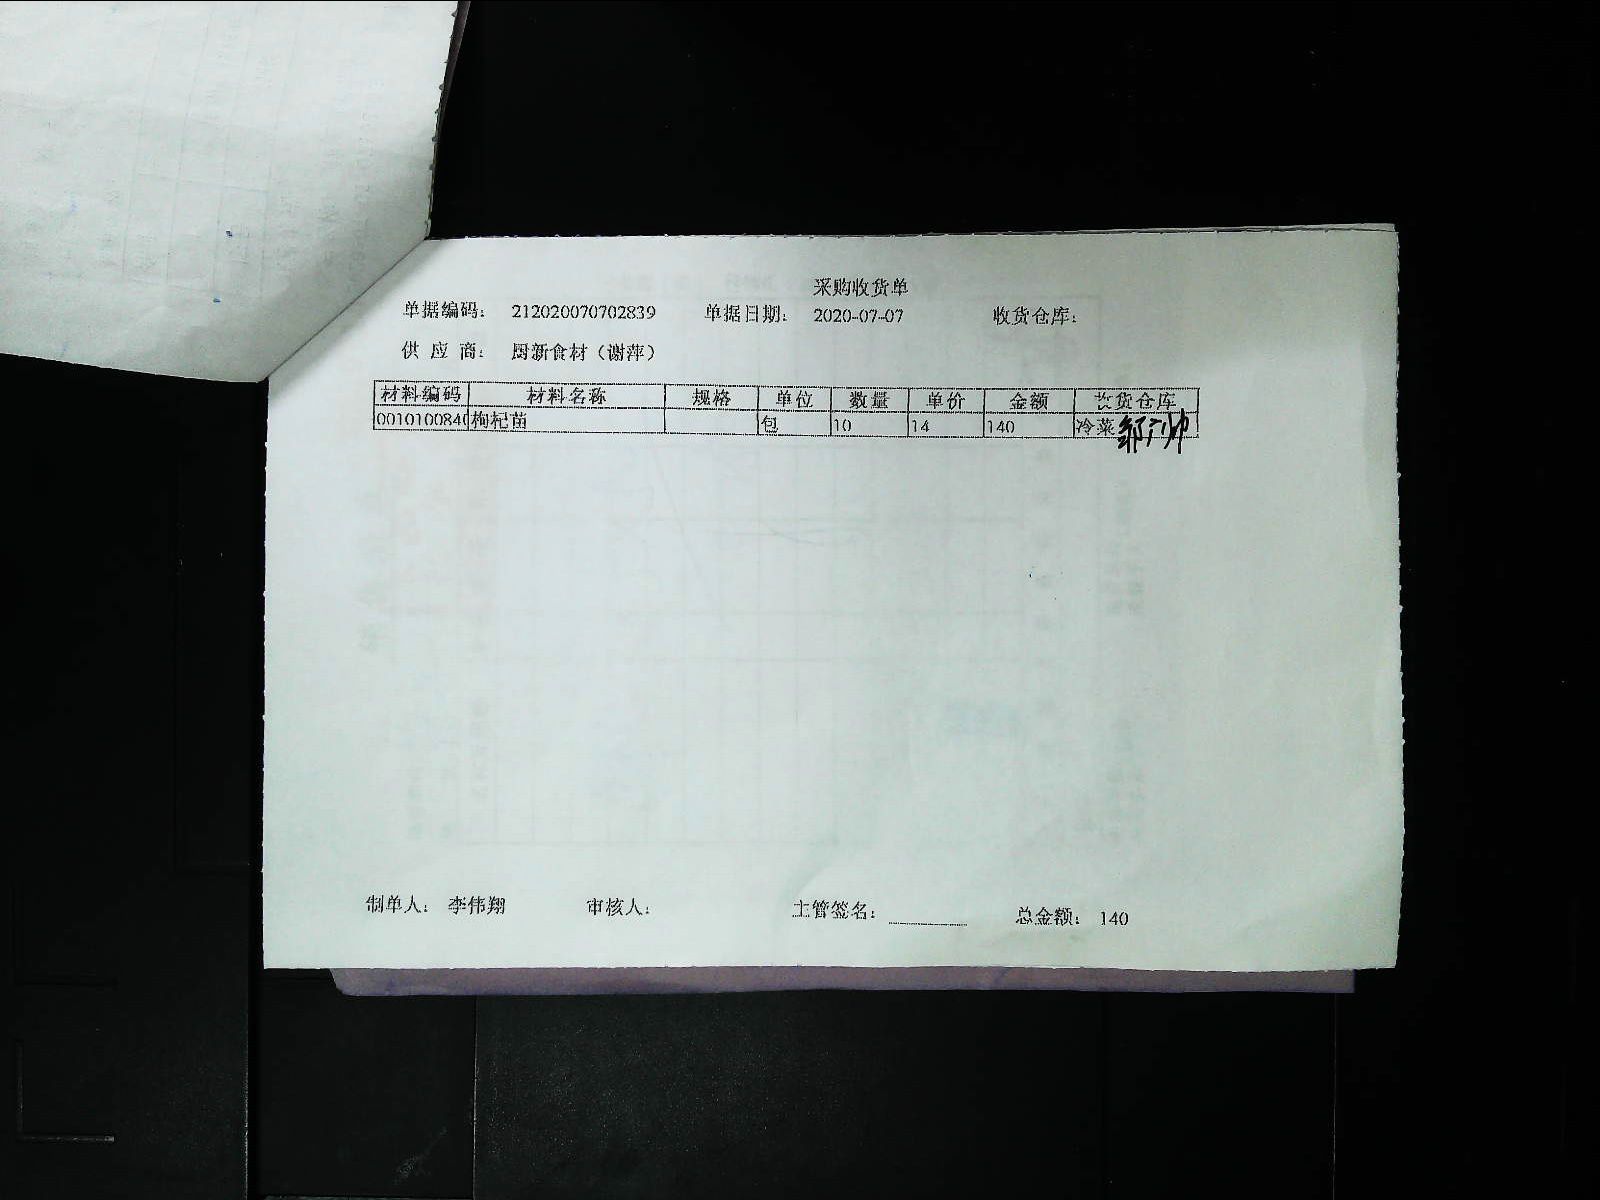 采购收货单
单据编码： 212020070702839 单据日期： 2020-07-07 收货仓库：
供 应 商： 厨新食材（谢萍）
材料编码 材料名称 规格 单位 数量 单价 金额 收货仓库
001010084 枸杞苗 包 10 14 140 冷菜
制单人： 李伟翔 审核人： 主管签名： 总金额： 140